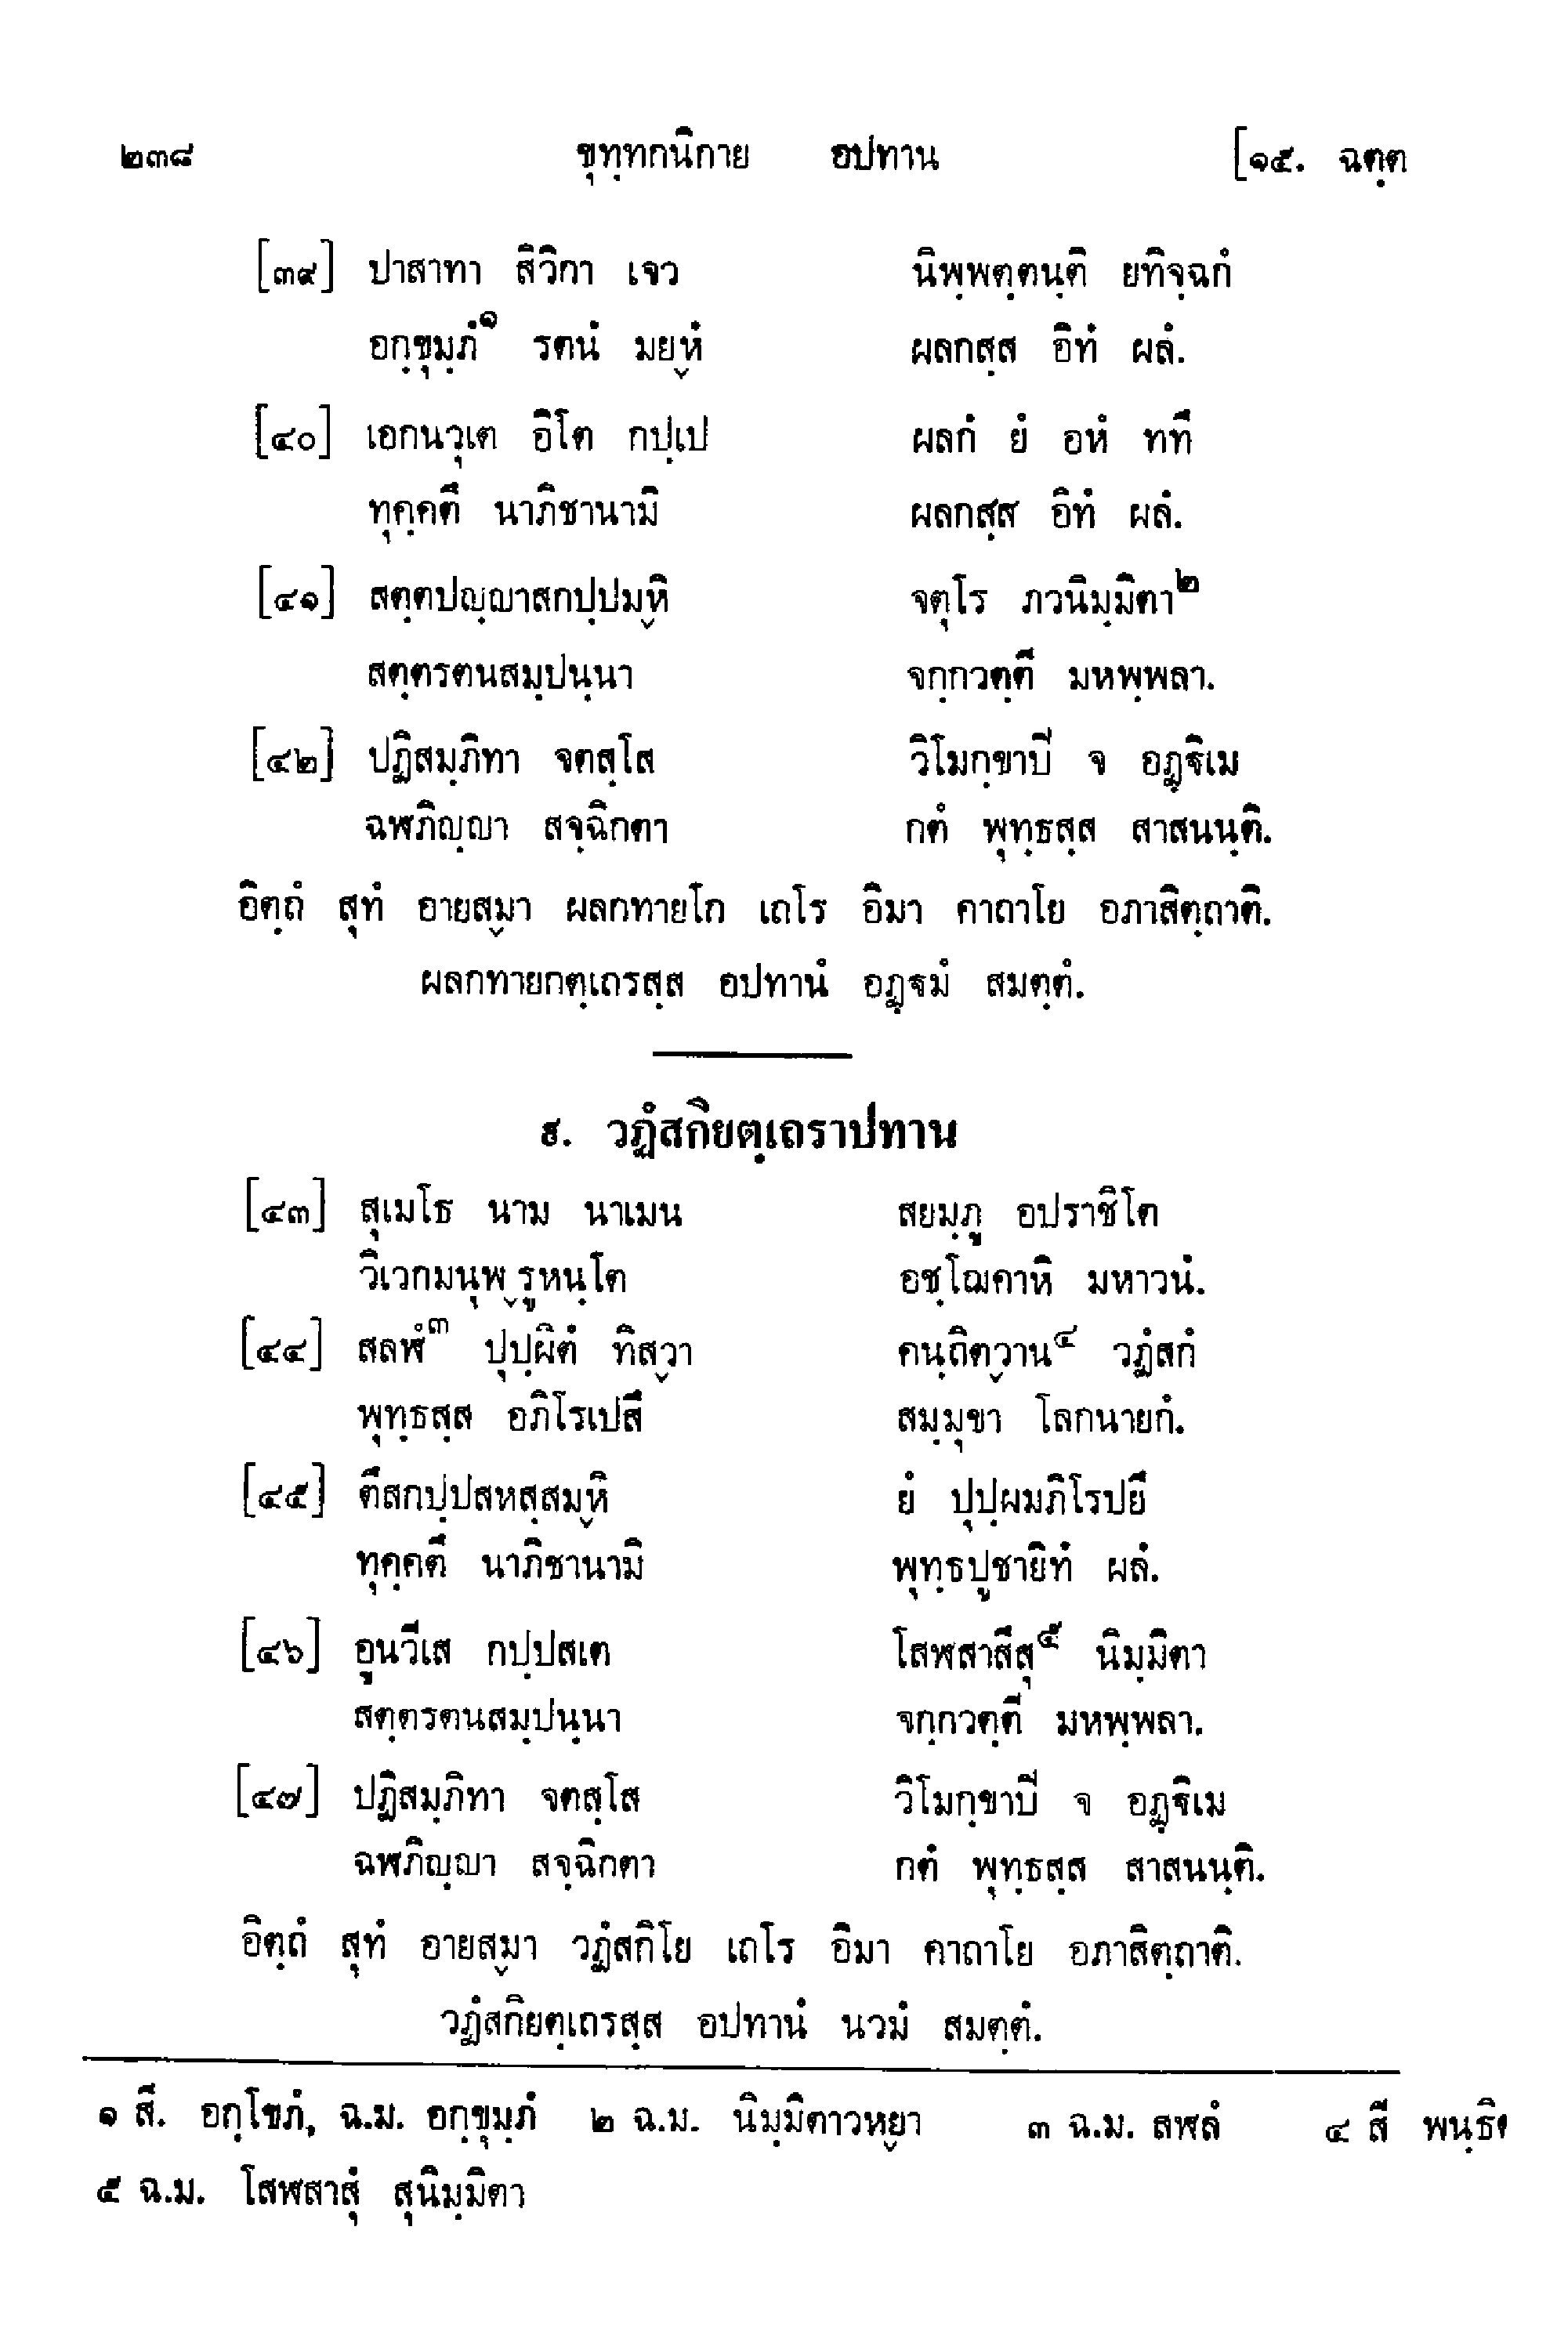 ๒๓๘ ขุทฺทกนิกาย อปทาน [๑๕. ฉตฺต
[๓๙] ปาสาทา สิวิกา เจว นิพฺพตฺตนฺติ ยทิจฺฉกํ
อกฺขุมฺภํ๑ รตนํ มยฺหํ ผลกสฺส อิทํ ผลํ.
[๔๐] เอกนวุเต อิโต กปฺเป ผลกํ ยํ อหํ ททึ
ทุคฺคตึ นาภิชานามิ ผลกสฺส อิทํ ผลํ.
[๔๑] สตฺตปญฺญาสกปฺปมฺหิ จตุโร ภวนิมฺมิตา๒
สตฺตรตนสมฺปนฺนา จกฺกวตฺตี มหพฺพลา.
[๔๒] ปฏิสมฺภิทา จตสฺโส วิโมกฺขาปิ จ อฏฺฐิเม
ฉฬภิญฺญา สจฺฉิกตา กตํ พุทฺธสฺส สาสนนฺติ.
อิตฺถํ สุทํ อายสฺมา ผลกทายโก เถโร อิมา คาถาโย อภาสิตฺถาติ.
ผลกทายกตฺเถรสฺส อปทานํ อฏฺฐมํ สมตฺตํ.
๙. วฏํสกิยตฺเถราปทาน
[๔๓] สุเมโธ นาม นาเมน สยมฺภู อปราชิโต
วิเวกมนุพฺรูหนฺโต อชฺโฌคาหิ มหาวนํ.
[๔๔] สลฬํ๓ ปุปฺผิตํ ทิสฺวา คนฺถิตฺวาน๔ วฏํสกํ
พุทฺธสฺส อภิโรเปสึ สมฺมุขา โลกนายกํ.
[๔๕] ตึสกปฺปสหสฺสมฺหิ ยํ ปุปฺผมภิโรปยึ
ทุคฺคตึ นาภิชานามิ พุทฺธปูชายิทํ ผลํ.
[๔๖] อูนวีเส กปฺปสเต โสฬสาสึสุ๕ นิมฺมิตา
สตฺตรตนสมฺปนฺนา จกฺกวตฺตี มหพฺพลา.
[๔๗] ปฏิสมฺภิทา จตสฺโส วิโมกฺขาปิ จ อฏฺฐิเม
ฉฬภิญฺญา สจฺฉิกตา กตํ พุทฺธสฺส สาสนนฺติ.
อิตฺถํ สุทํ อายสฺมา วฏํสกิโย เถโร อิมา คาถาโย อภาสิตฺถาติ.
วฏํสกิยตฺเถรสฺส อปทานํ นวมํ สมตฺตํ.
๑ สี. อกฺโขภํ, ฉ.ม. อกฺขุมฺภํ ๒ ฉ.ม. นิมฺมิตาวหฺยา ๓ ฉ.ม. สฬลํ ๔ สี
๕ ฉ.ม. โสฬสาสุํ สุนิมฺมิตา